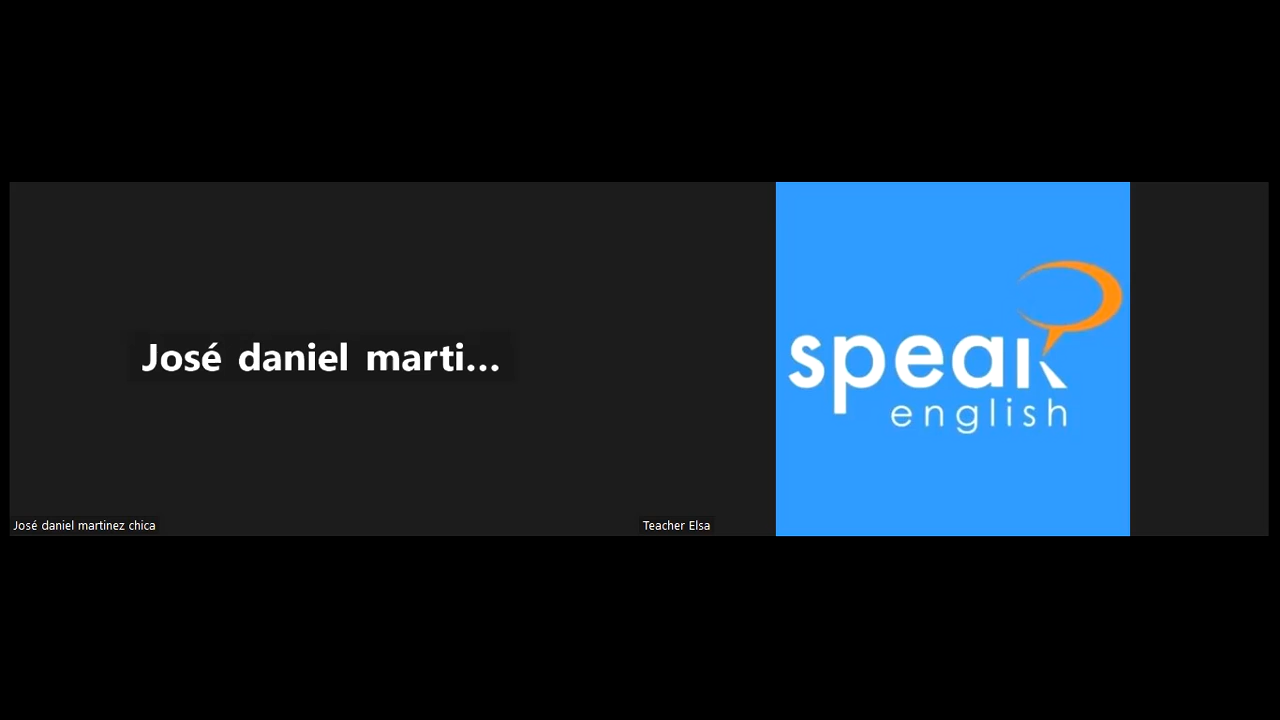 José daniel marti...
speak
english
José daniel martinez chica
Teacher Elsa